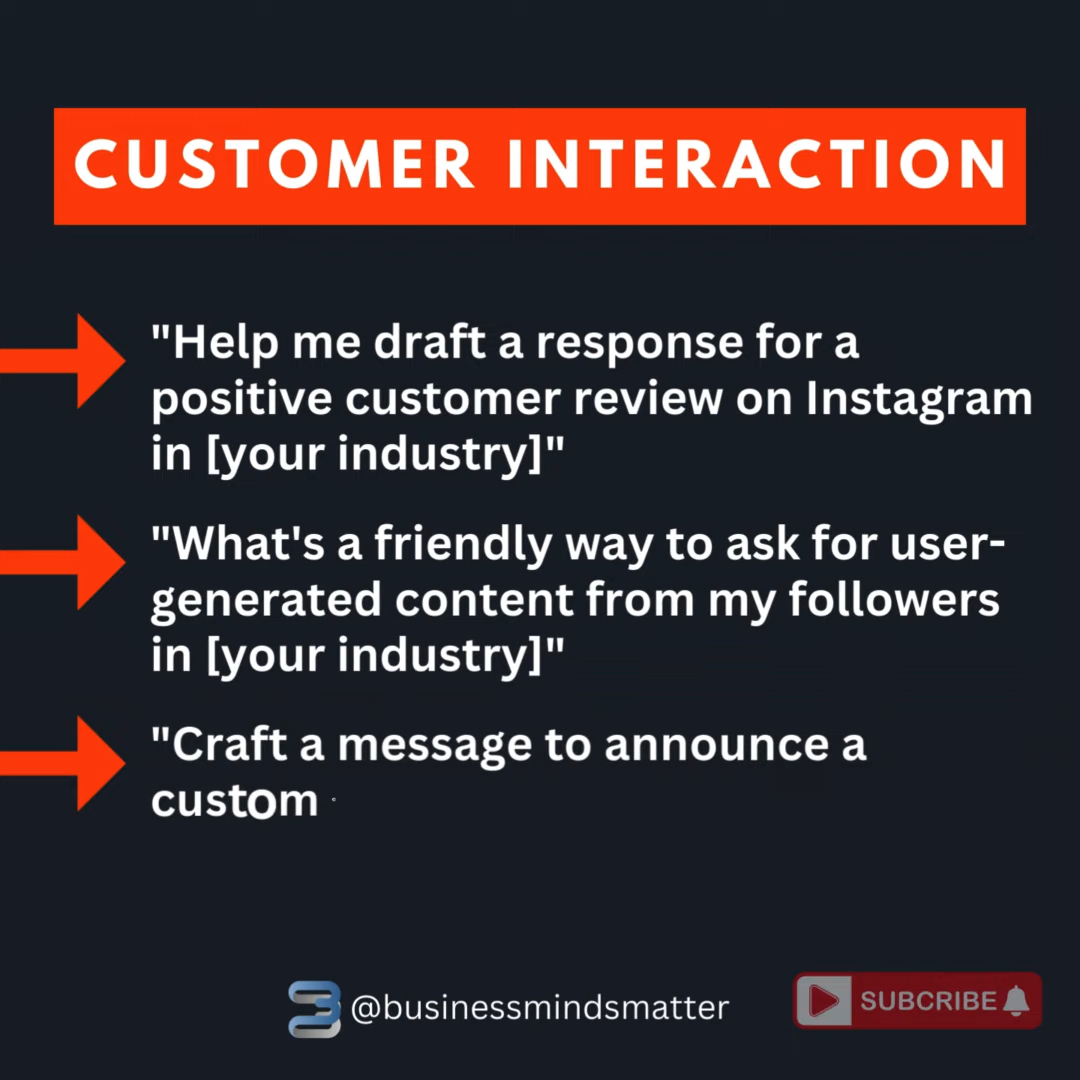 CUSTOMER INTERACTION
"Help me draft a response for a
positive customer review on Instagram
in [your industry]"
"What's a friendly way to ask for user-
generated content from my followers
in [your industry]"
"Craft a message to announce a
custom
@businessmindsmatter
SUBCRIBE